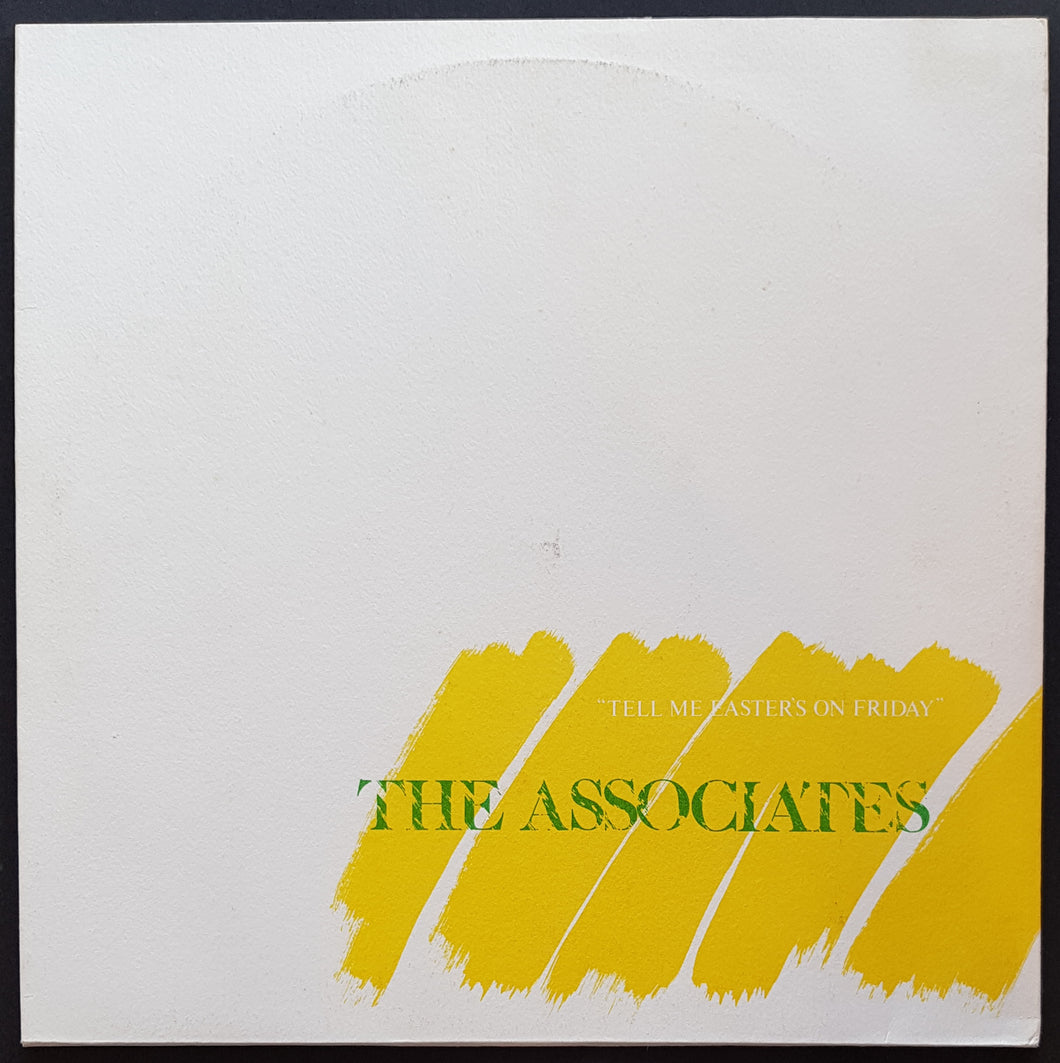 "TELL ME EASTER'S ON FRIDAY"
THE ASSOCIATES